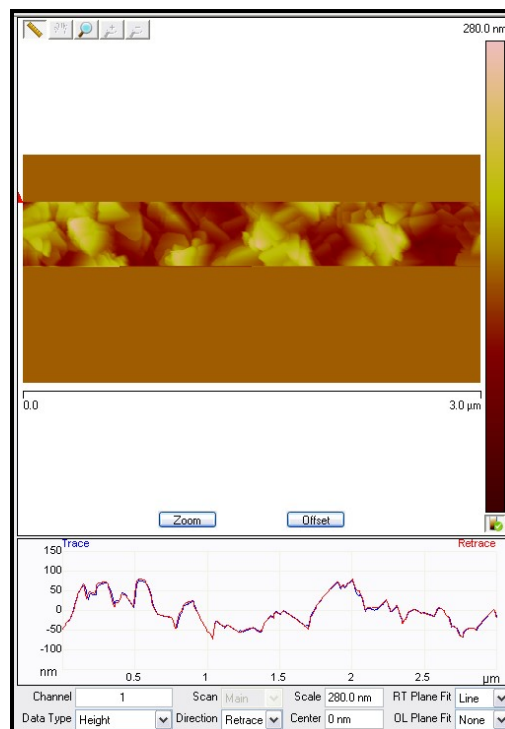 280.0 nm
0.0 3.0 µm
Zoom Offset
150 Trace Retrace
100
50
0
-50
-100
nm 0.5 1 1.5 2 2.5 µm
Channel 1 Scan Main Scale 280.0 nm RT Plane Fit Line
Data Type Height Direction Retrace Center 0 nm OL Plane Fit None